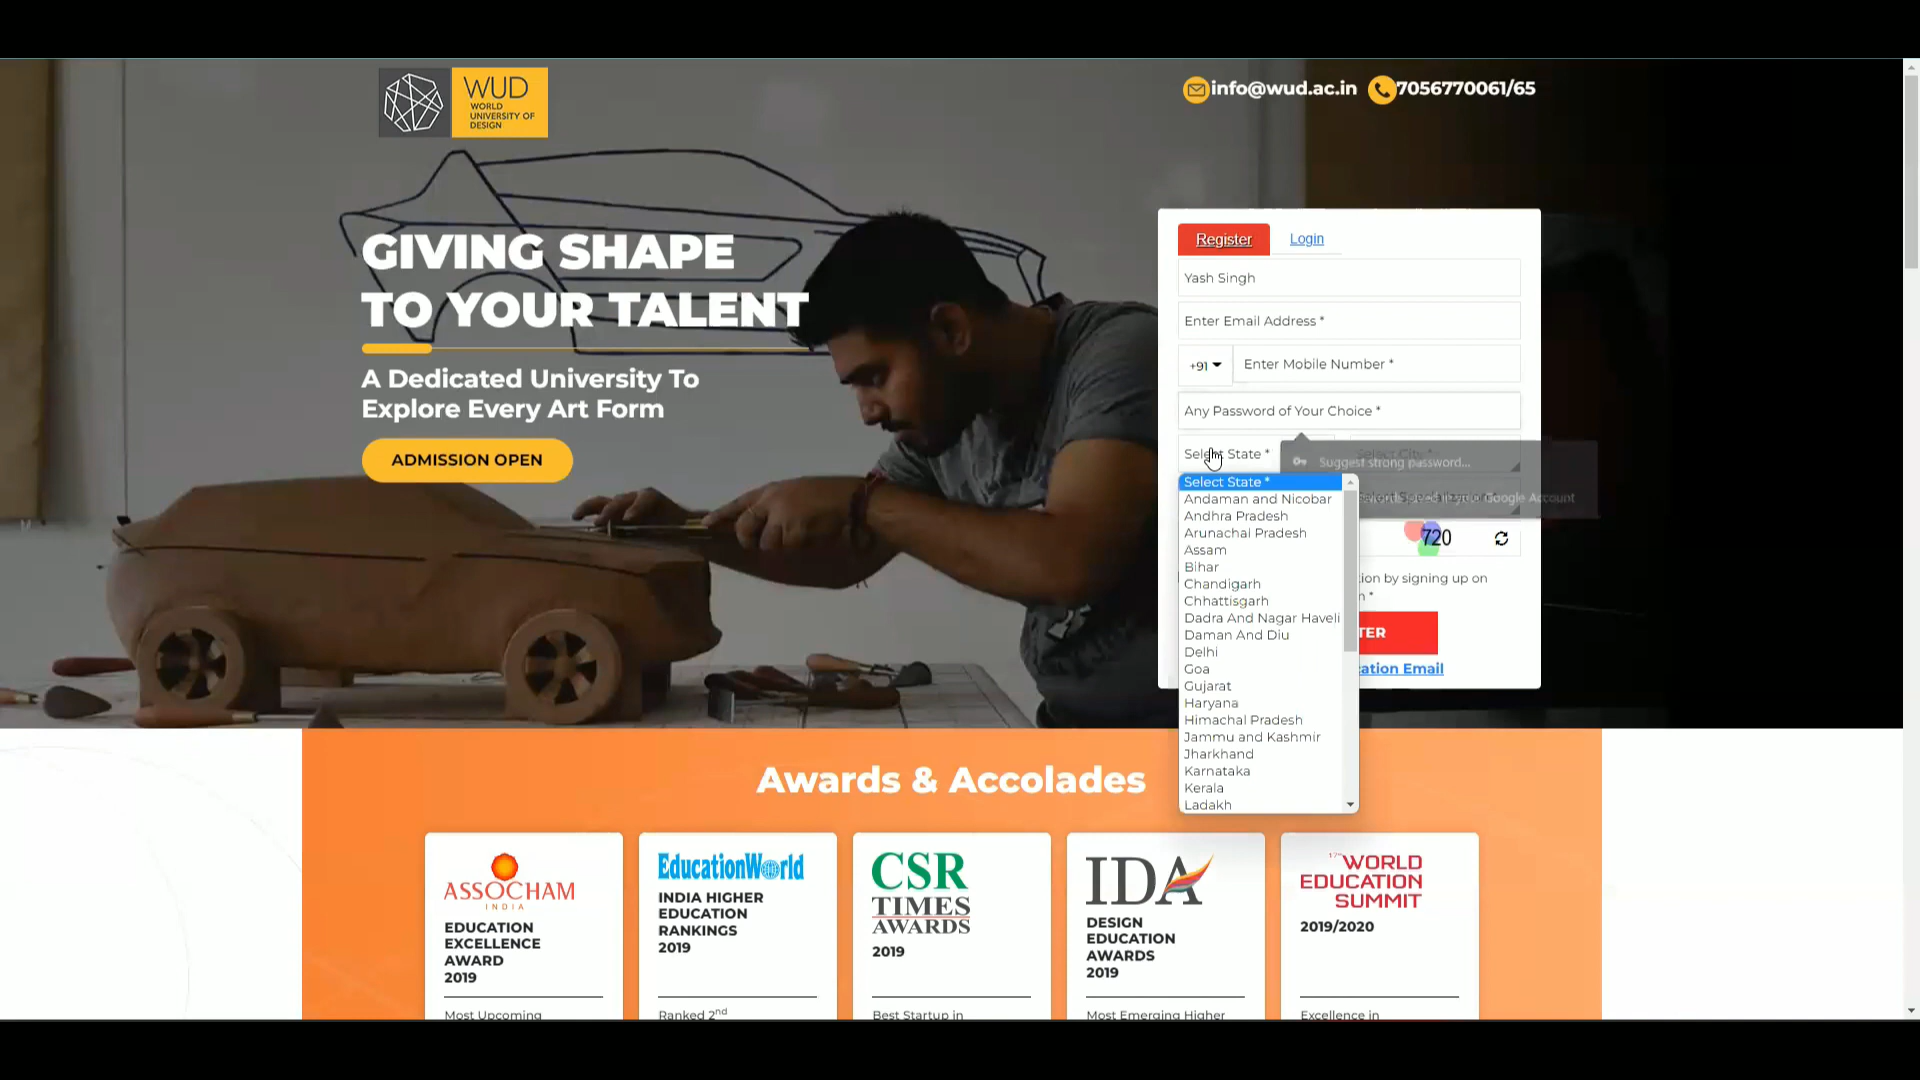 WUD
WORLD
UNIVERSITY OF
DESIGN
info@wud.ac.in
7056770061/65
GIVING SHAPE
TO YOUR TALENT
A Dedicated University To
Explore Every Art Form
ADMISSION OPEN
Register
Login
Yash Singh
Enter Email Address *
+91
Enter Mobile Number *
Any Password of Your Choice *
Select State *
Select City *
Suggest strong password...
Select State *
Andaman and Nicobar
Andhra Pradesh
Arunachal Pradesh
Assam
Bihar
Chandigarh
Chhattisgarh
Dadra And Nagar Haveli
Daman And Diu
Delhi
Goa
Gujarat
Haryana
Himachal Pradesh
Jammu and Kashmir
Jharkhand
Karnataka
Kerala
Ladakh
Google Account
720
by signing up on
Email
Awards & Accolades
ASSOCHAM
INDIA
EDUCATION
EXCELLENCE
AWARD
2019
Most Upcoming
EducationWorld
INDIA HIGHER
EDUCATION
RANKINGS
2019
Ranked 2nd
CSR
TIMES
AWARDS
2019
Best Startup in
IDA
DESIGN
EDUCATION
AWARDS
2019
Most Emerging Higher
17th WORLD
EDUCATION
SUMMIT
2019/2020
Excellence in